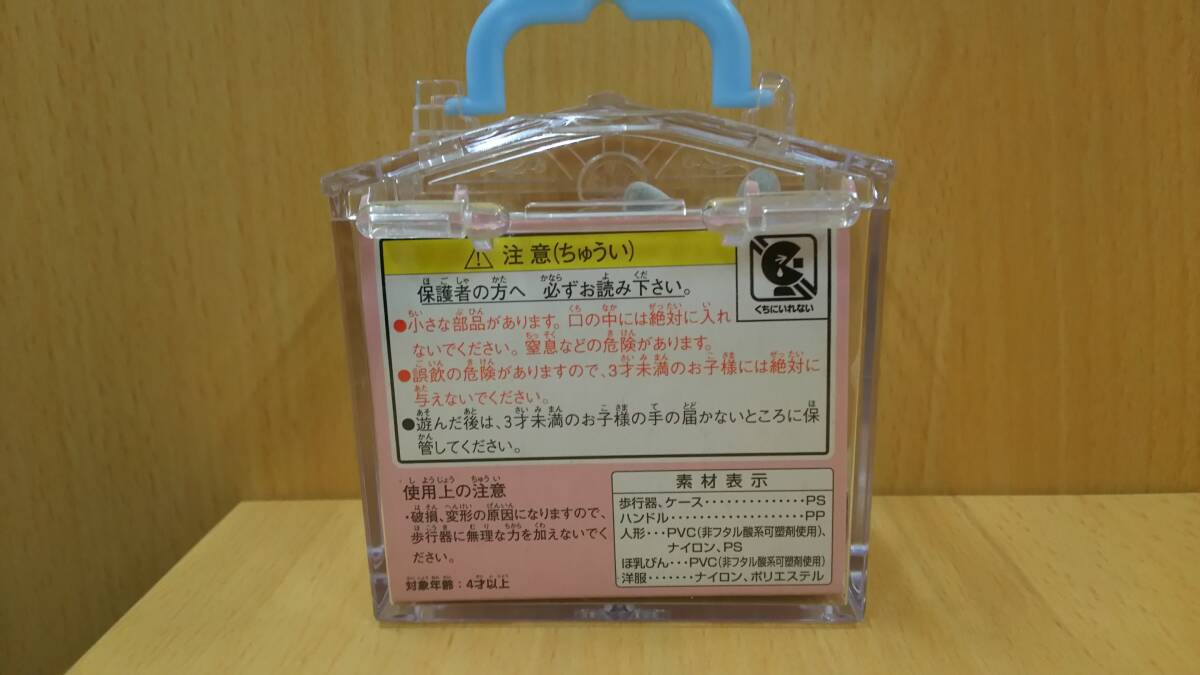 注意(ちゅうい)
保護者の方へ 必ずお読み下さい。
くちにいれない
●小さな部品があります。口の中には絶対に入れ
ないでください。窒息などの危険があります。
●誤飲の危険がありますので、3才未満のお子様には絶対に
与えないでください。
●遊んだ後は、3才未満のお子様の手の届かないところに保
管してください。
使用上の注意
・破損、変形の原因になりますので、
歩行器に無理な力を加えないでく
ださい。
対象年齢:4才以上
素材表示
歩行器、ケース・・・・・・・・・・・・・・PS
ハンドル・・・・・・・・・・・・・・・・・・・PP
人形・・・PVC(非フタル酸系可塑剤使用)、
ナイロン、PS
ほ乳びん・・・PVC(非フタル酸系可塑剤使用)
洋服・・・・・・・ナイロン、ポリエステル